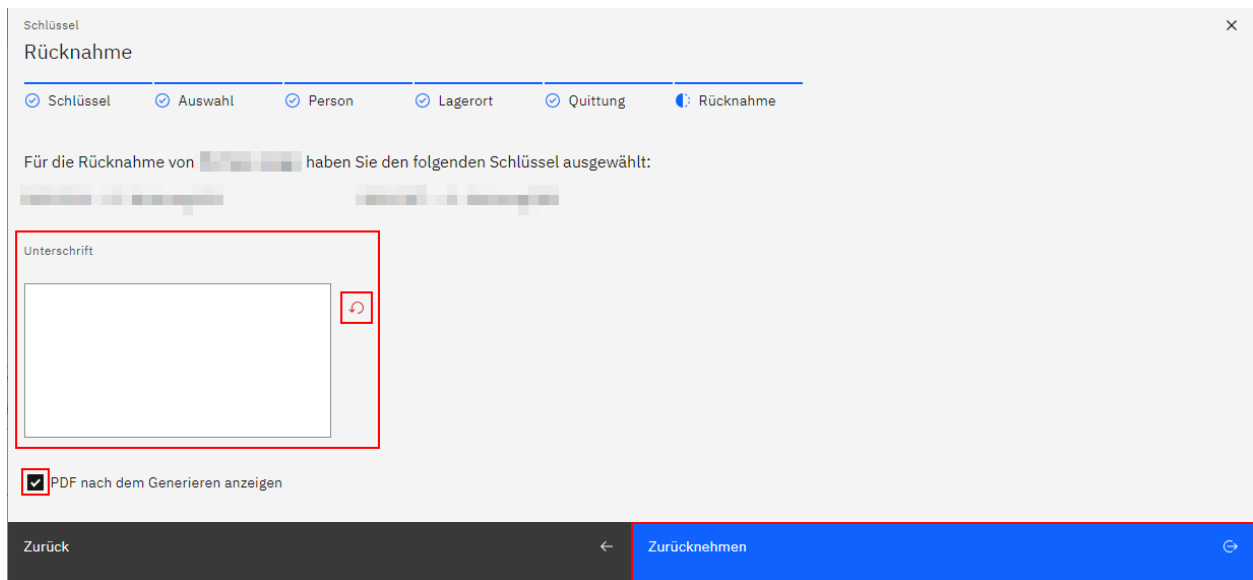 Schlüssel
Rücknahme
Schlüssel Auswahl Person Lagerort Quittung Rücknahme
Für die Rücknahme von haben Sie den folgenden Schlüssel ausgewählt:
Unterschrift
PDF nach dem Generieren anzeigen
Zurück Zurücknehmen